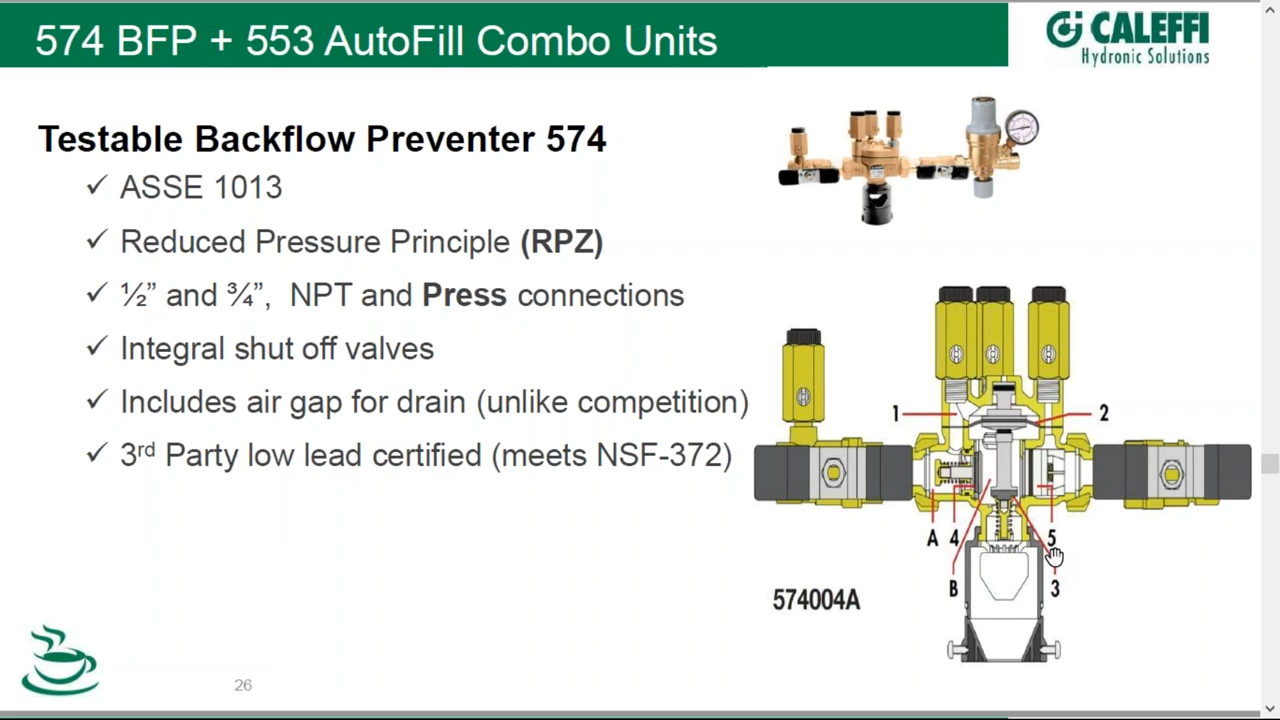 574 BFP + 553 AutoFill Combo Units
CALEFFI
Hydronic Solutions
Testable Backflow Preventer 574
✓ ASSE 1013
✓ Reduced Pressure Principle (RPZ)
✓ ½” and ¾”, NPT and Press connections
✓ Integral shut off valves
✓ Includes air gap for drain (unlike competition)
✓ 3rd Party low lead certified (meets NSF-372)
1
2
A
4
5
B
3
574004A
26